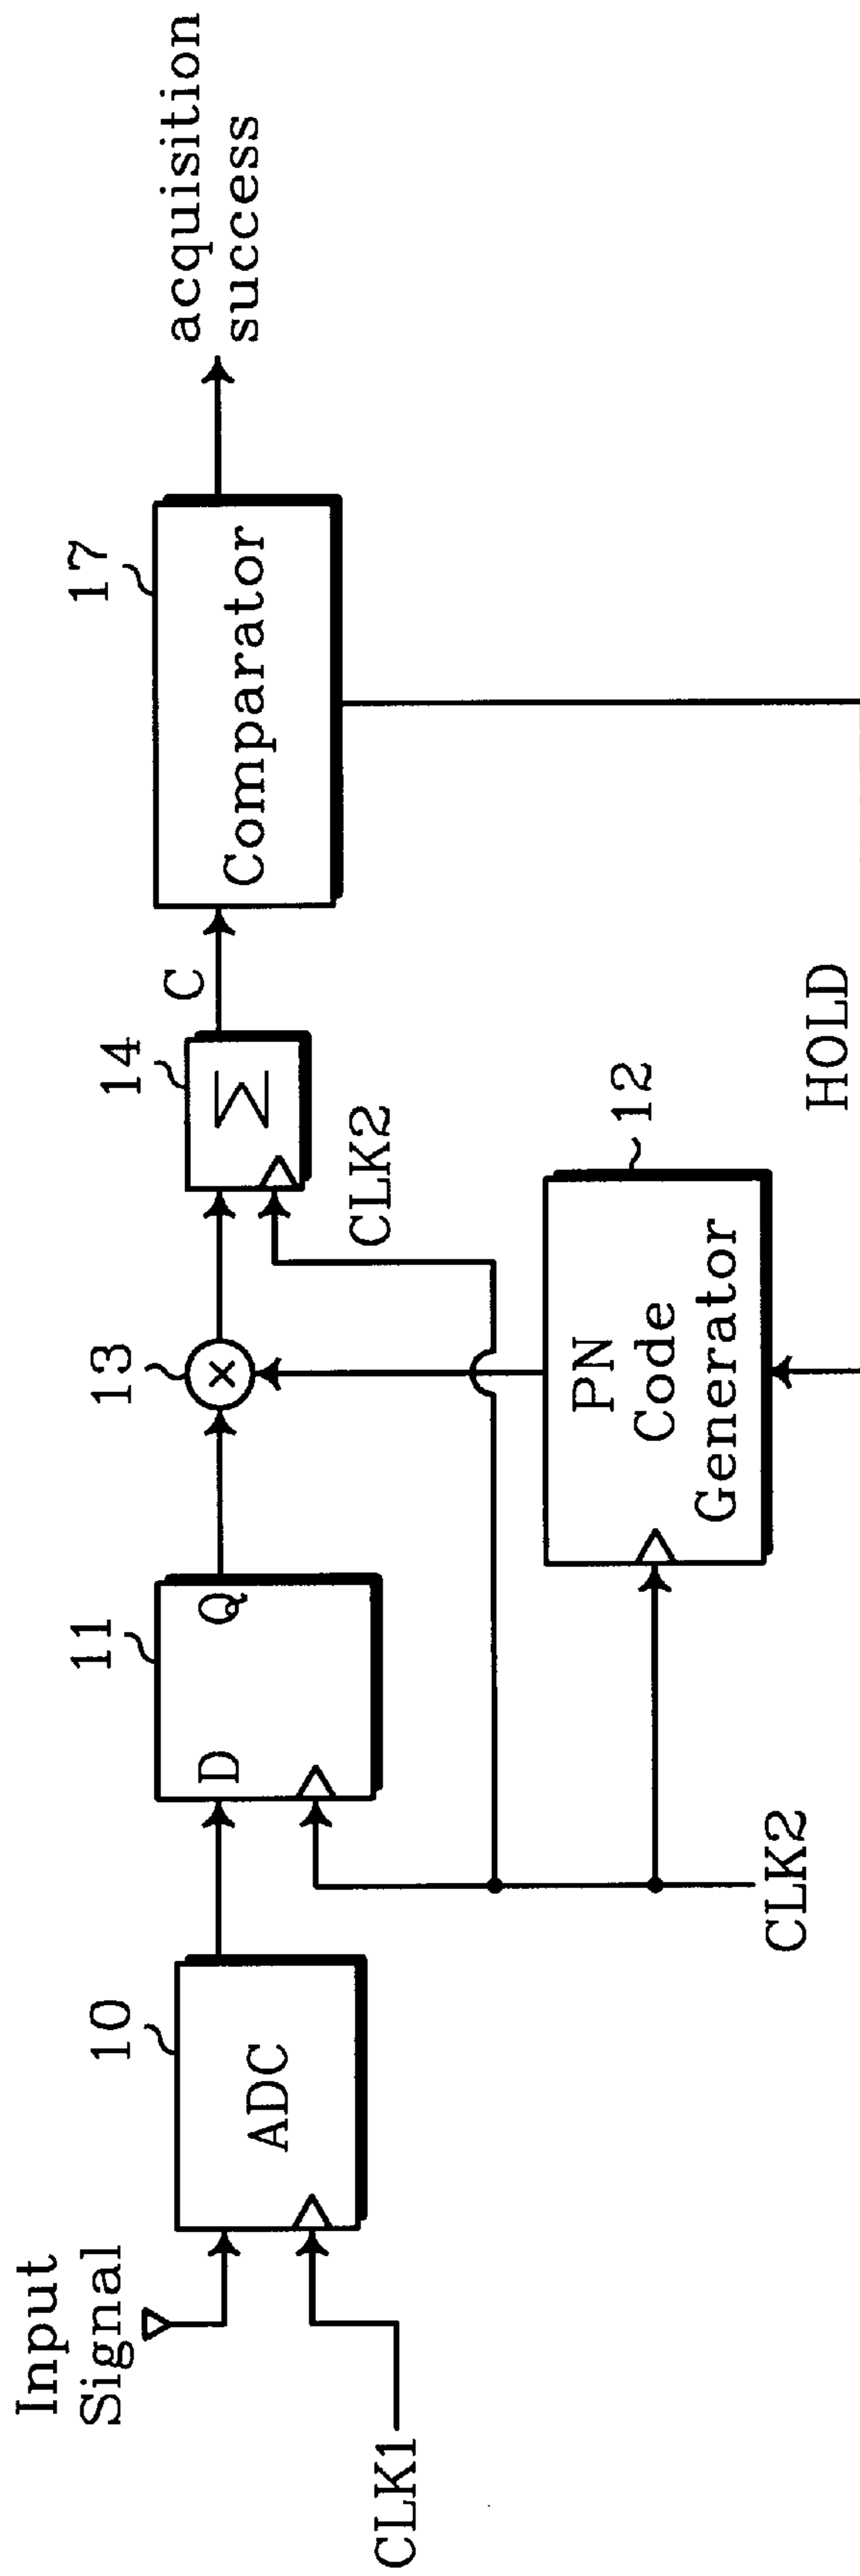 Input
Signal
CLK1
10
ADC
11
D
Q
CLK2
13
×
14
Σ
CLK2
C
12
PN
Code
Generator
17
Comparator
HOLD
acquisition
success